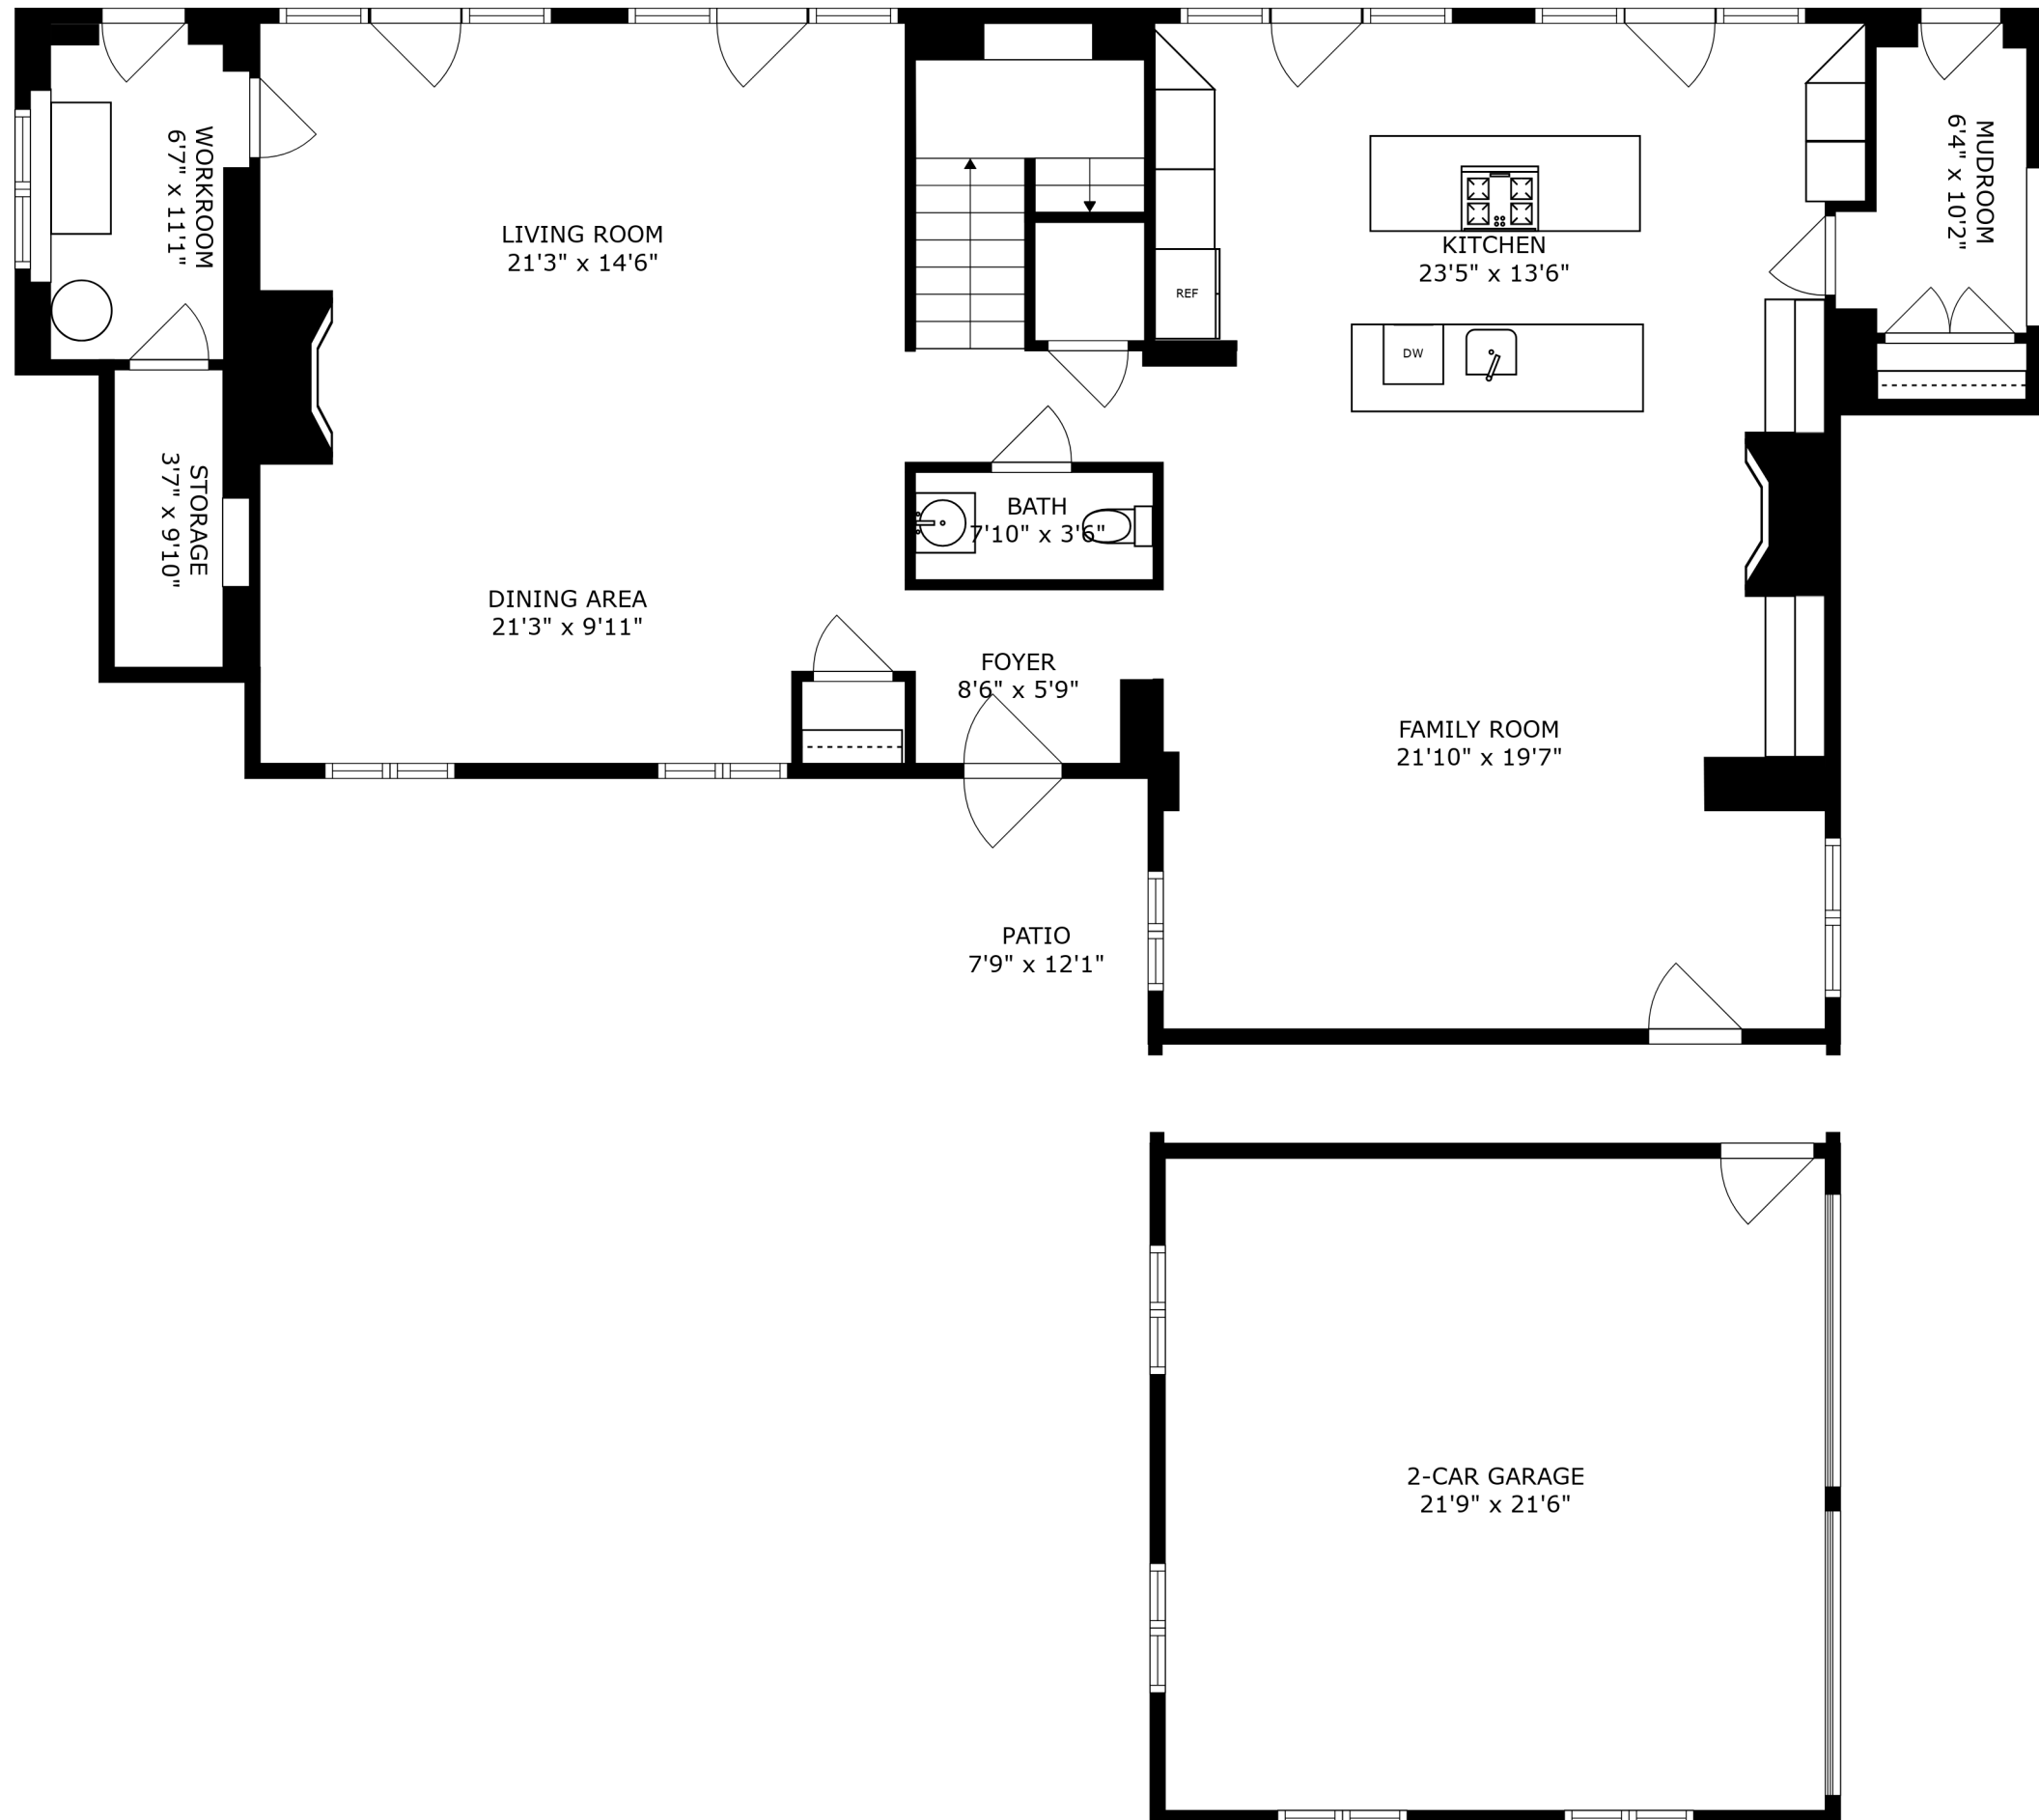 WORKROOM
6'7" x 11'1"
LIVING ROOM
21'3" x 14'6"
KITCHEN
23'5" x 13'6"
MUDROOM
6'4" x 10'2"
REF
DW
STORAGE
3'7" x 9'10"
BATH
7'10" x 3'6"
DINING AREA
21'3" x 9'11"
FOYER
8'6" x 5'9"
FAMILY ROOM
21'10" x 19'7"
PATIO
7'9" x 12'1"
2-CAR GARAGE
21'9" x 21'6"